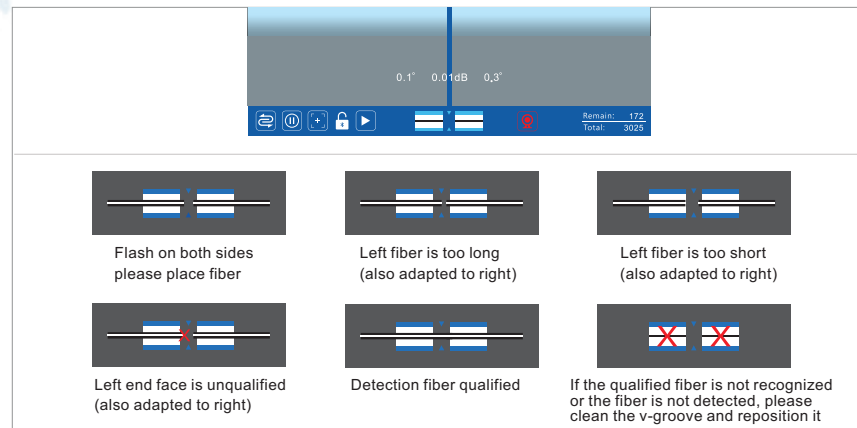 0.1° 0.01dB 0.3°
Remain: 172
Total: 3025
Flash on both sides
please place fiber
Left fiber is too long
(also adapted to right)
Left fiber is too short
(also adapted to right)
Left end face is unqualified
(also adapted to right)
Detection fiber qualified
If the qualified fiber is not recognized
or the fiber is not detected, please
clean the v-groove and reposition it